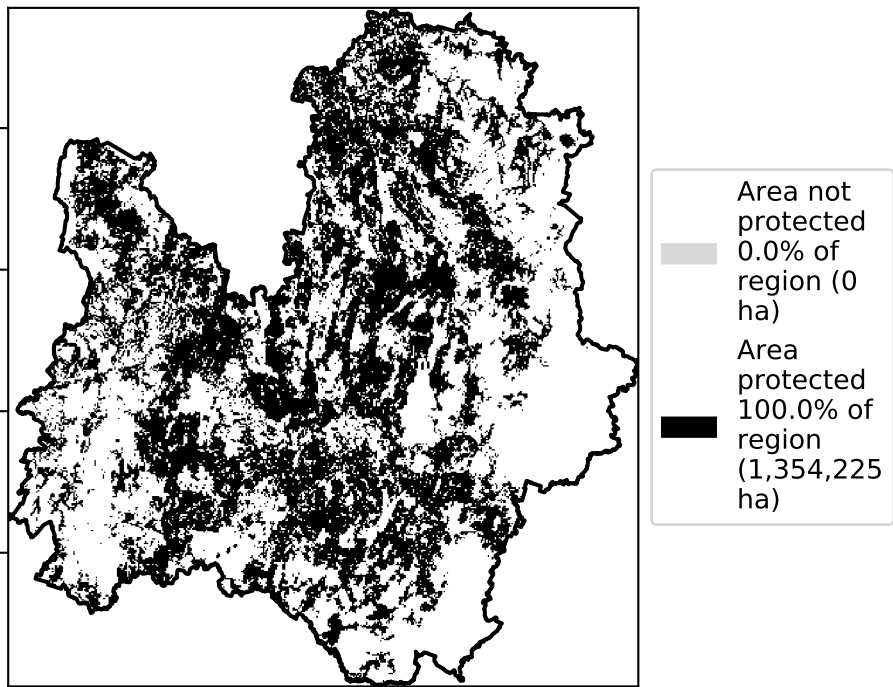 Area not
protected
0.0% of
region (0
ha)
Area
protected
100.0% of
region
(1,354,225
ha)